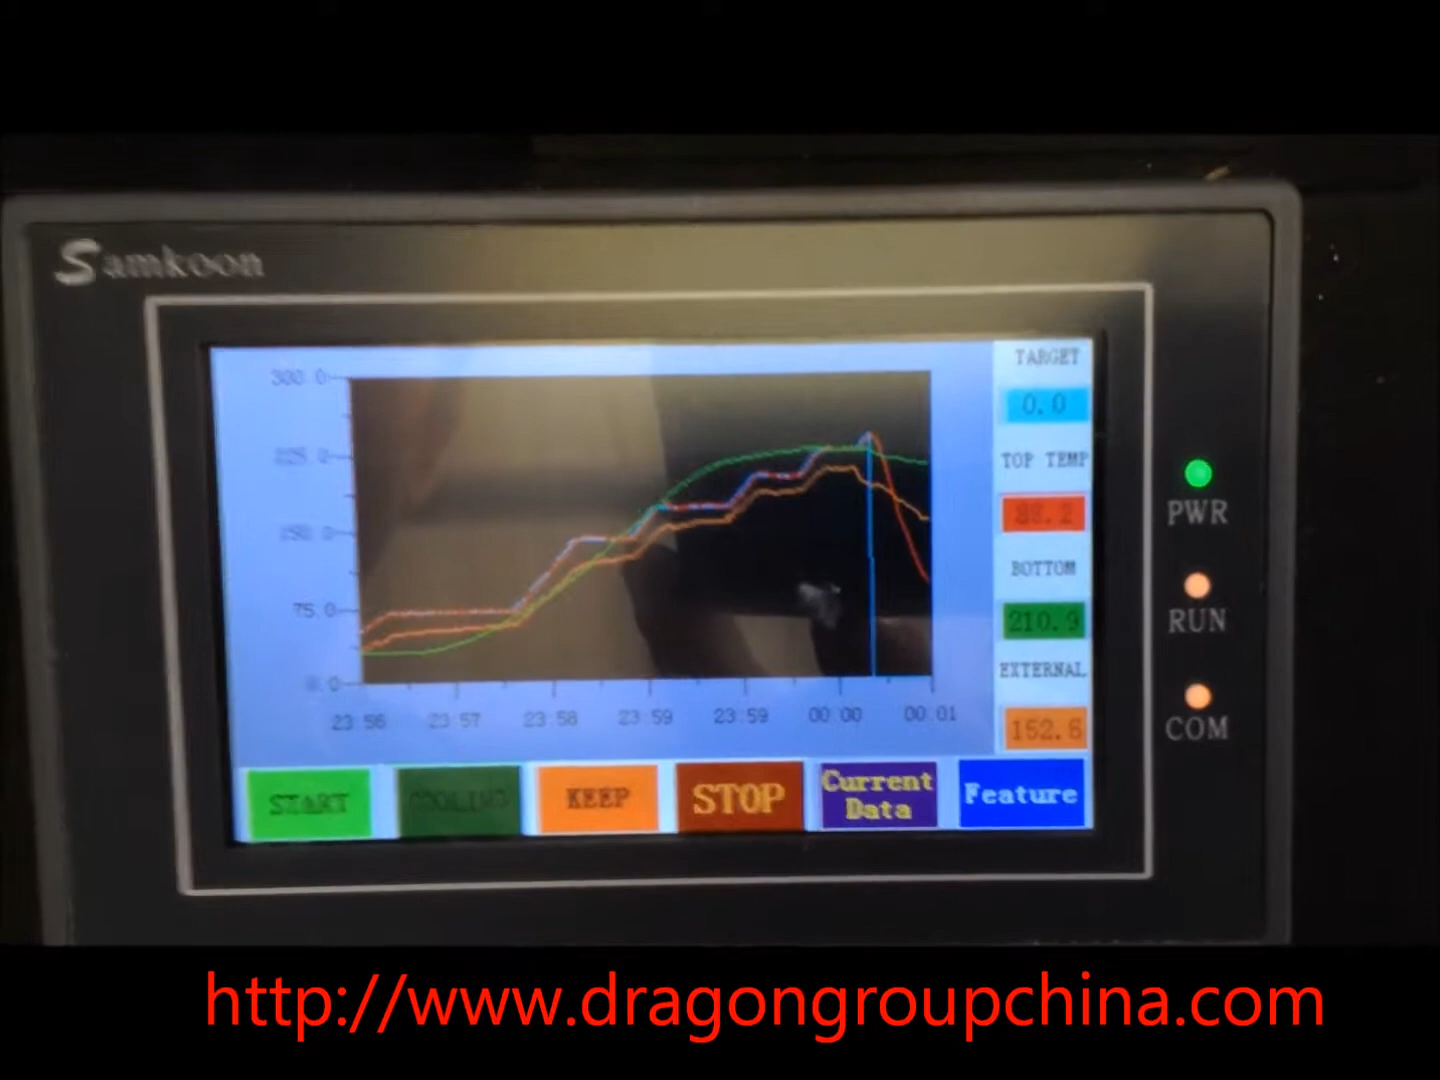 Samkoon
TARGET
300.0
0.0
225.0
TOP TEMP
150.0
BOTTOM
75.0
210.9
EXTERNAL
0.0
23:56 23:57 23:58 23:59 23:59 00:00 00:01
152.6
START COOLING KEEP STOP Current Data Feature
PWR
RUN
COM
http://www.dragongroupchina.com